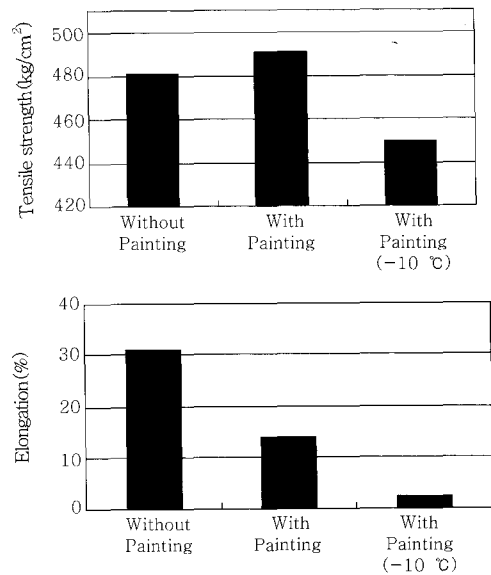 Tensile strength(kg/cm²)
500
480
460
440
420
Without
Painting
With
Painting
With
Painting
(-10 ℃)
Elongation(%)
40
30
20
10
0
Without
Painting
With
Painting
With
Painting
(-10 ℃)